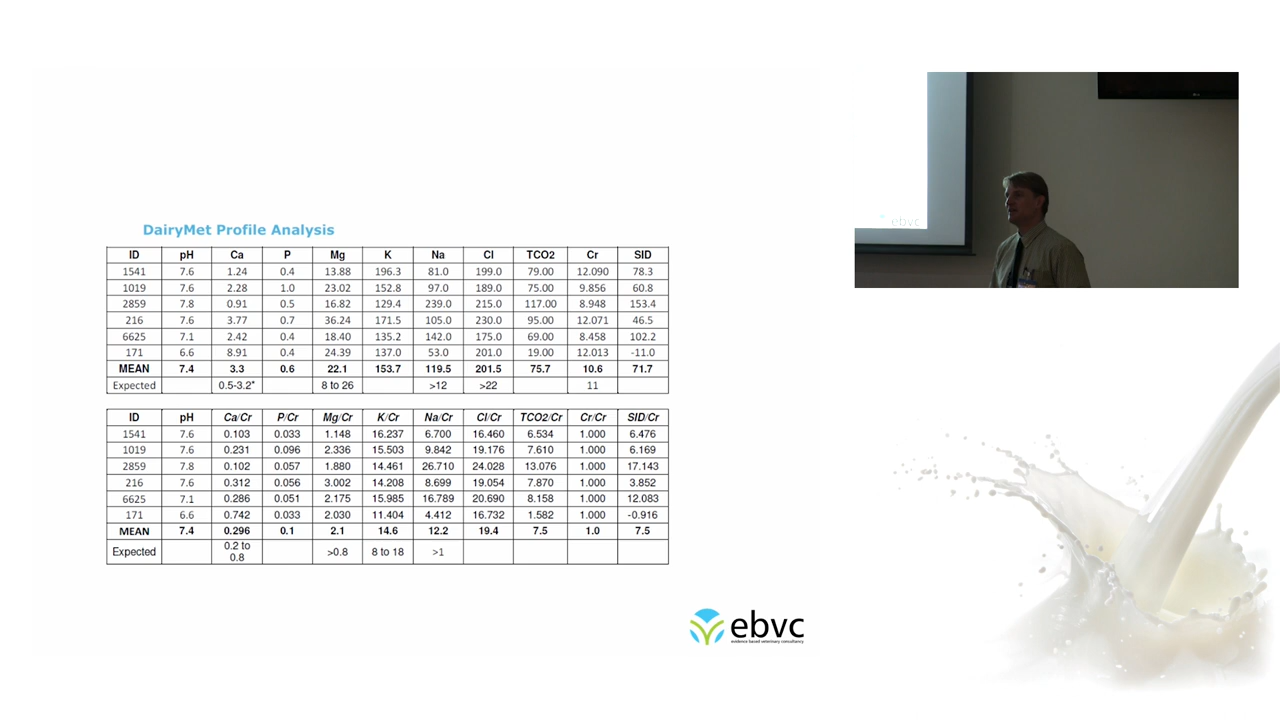 DairyMet Profile Analysis
ID pH Ca P Mg K Na Cl TCO2 Cr SID
1541 7.6 1.24 0.4 13.88 196.3 81.0 199.0 79.00 12.090 78.3
1019 7.6 2.28 1.0 23.02 152.8 97.0 189.0 75.00 9.856 60.8
2859 7.8 0.91 0.5 16.82 129.4 239.0 215.0 117.00 8.948 153.4
216 7.6 3.77 0.7 36.24 171.5 105.0 230.0 95.00 12.071 46.5
6625 7.1 2.42 0.4 18.40 135.2 142.0 175.0 69.00 8.458 102.2
171 6.6 8.91 0.4 24.39 137.0 53.0 201.0 19.00 12.013 -11.0
MEAN 7.4 3.3 0.6 22.1 153.7 119.5 201.5 75.7 10.6 71.7
Expected 0.5-3.2* 8 to 26 >12 >22 11
ID pH Ca/Cr P/Cr Mg/Cr K/Cr Na/Cr Cl/Cr TCO2/Cr Cr/Cr SID/Cr
1541 7.6 0.103 0.033 1.148 16.237 6.700 16.460 6.534 1.000 6.476
1019 7.6 0.231 0.096 2.336 15.503 9.842 19.176 7.610 1.000 6.169
2859 7.8 0.102 0.057 1.880 14.461 26.710 24.028 13.076 1.000 17.143
216 7.6 0.312 0.056 3.002 14.208 8.699 19.054 7.870 1.000 3.852
6625 7.1 0.286 0.051 2.175 15.985 16.789 20.690 8.158 1.000 12.083
171 6.6 0.742 0.033 2.030 11.404 4.412 16.732 1.582 1.000 -0.916
MEAN 7.4 0.296 0.1 2.1 14.6 12.2 19.4 7.5 1.0 7.5
Expected 0.2 to 0.8 >0.8 8 to 18 >1
ebvc
evidence based veterinary consultancy
ebvc